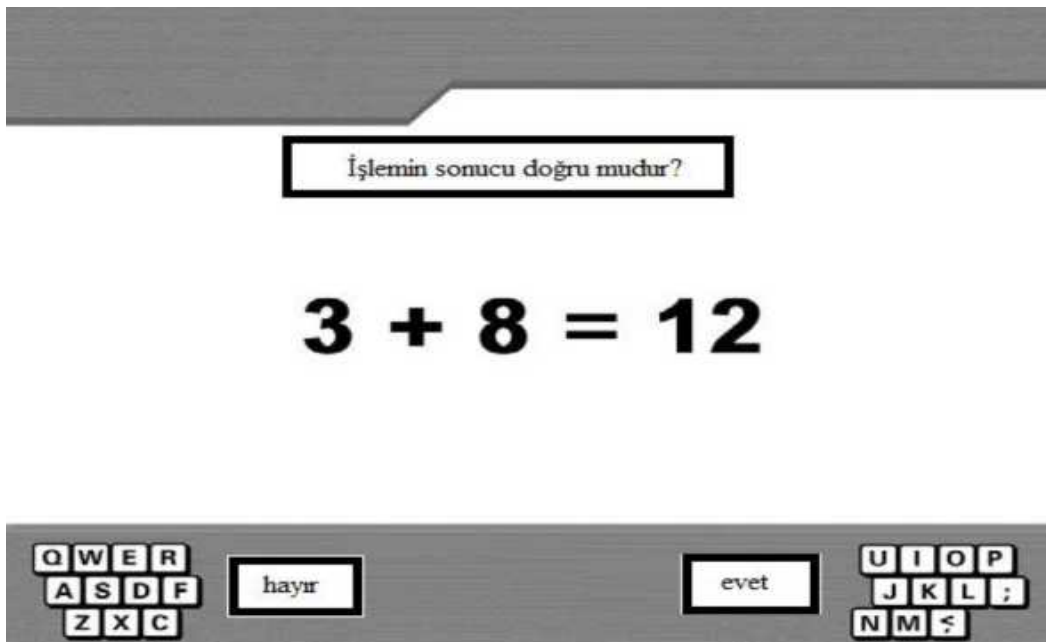 İşlemin sonucu doğru mudur?
3 + 8 = 12
Q W E R
A S D F
Z X C
hayır
evet
U I O P
J K L ;
N M <